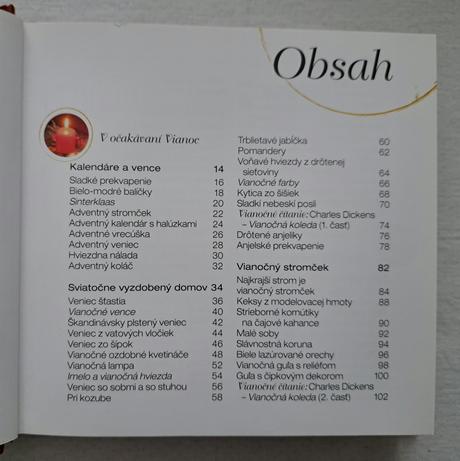 Obsah
V očakávaní Vianoc
Kalendáre a vence 14
Sladké prekvapenie 16
Bielo-modré balíčky 18
Sinterklaas 20
Adventný stromček 22
Adventný kalendár s halúzkami 24
Adventné vrecúška 26
Adventný veniec 28
Hviezdna nálada 30
Adventný koláč 32
Sviatočne vyzdobený domov 34
Veniec šťastia 36
Vianočné vence 40
Škandinávsky plstený veniec 42
Veniec z vatových vločiek 44
Veniec zo šípok 46
Vianočné ozdobné kvetináče 48
Vianočná lampa 52
Imelo a vianočná hviezda 54
Veniec so sobmi a so stuhou 56
Pri kozube 58
Trblietavé jabĺčka 60
Pomandery 62
Voňavé hviezdy z drôtenej
sieťoviny 64
Vianočné farby 66
Kytica zo šišiek 68
Sladkí nebeskí posli 70
Vianočné čítanie: Charles Dickens
– Vianočná koleda (1. časť) 74
Drôtené anjeliky 76
Anjelské prekvapenie 78
Vianočný stromček 82
Najkrajší strom je
vianočný stromček 84
Keksy z modelovacej hmoty 88
Strieborné komútiky
na čajové kahance 90
Malé soby 92
Slávnostná koruna 94
Biele lazúrované orechy 96
Vianočná guľa s reliéfom 98
Guľa s čipkovým dekorom 100
Vianočné čítanie: Charles Dickens
– Vianočná koleda (2. časť) 102